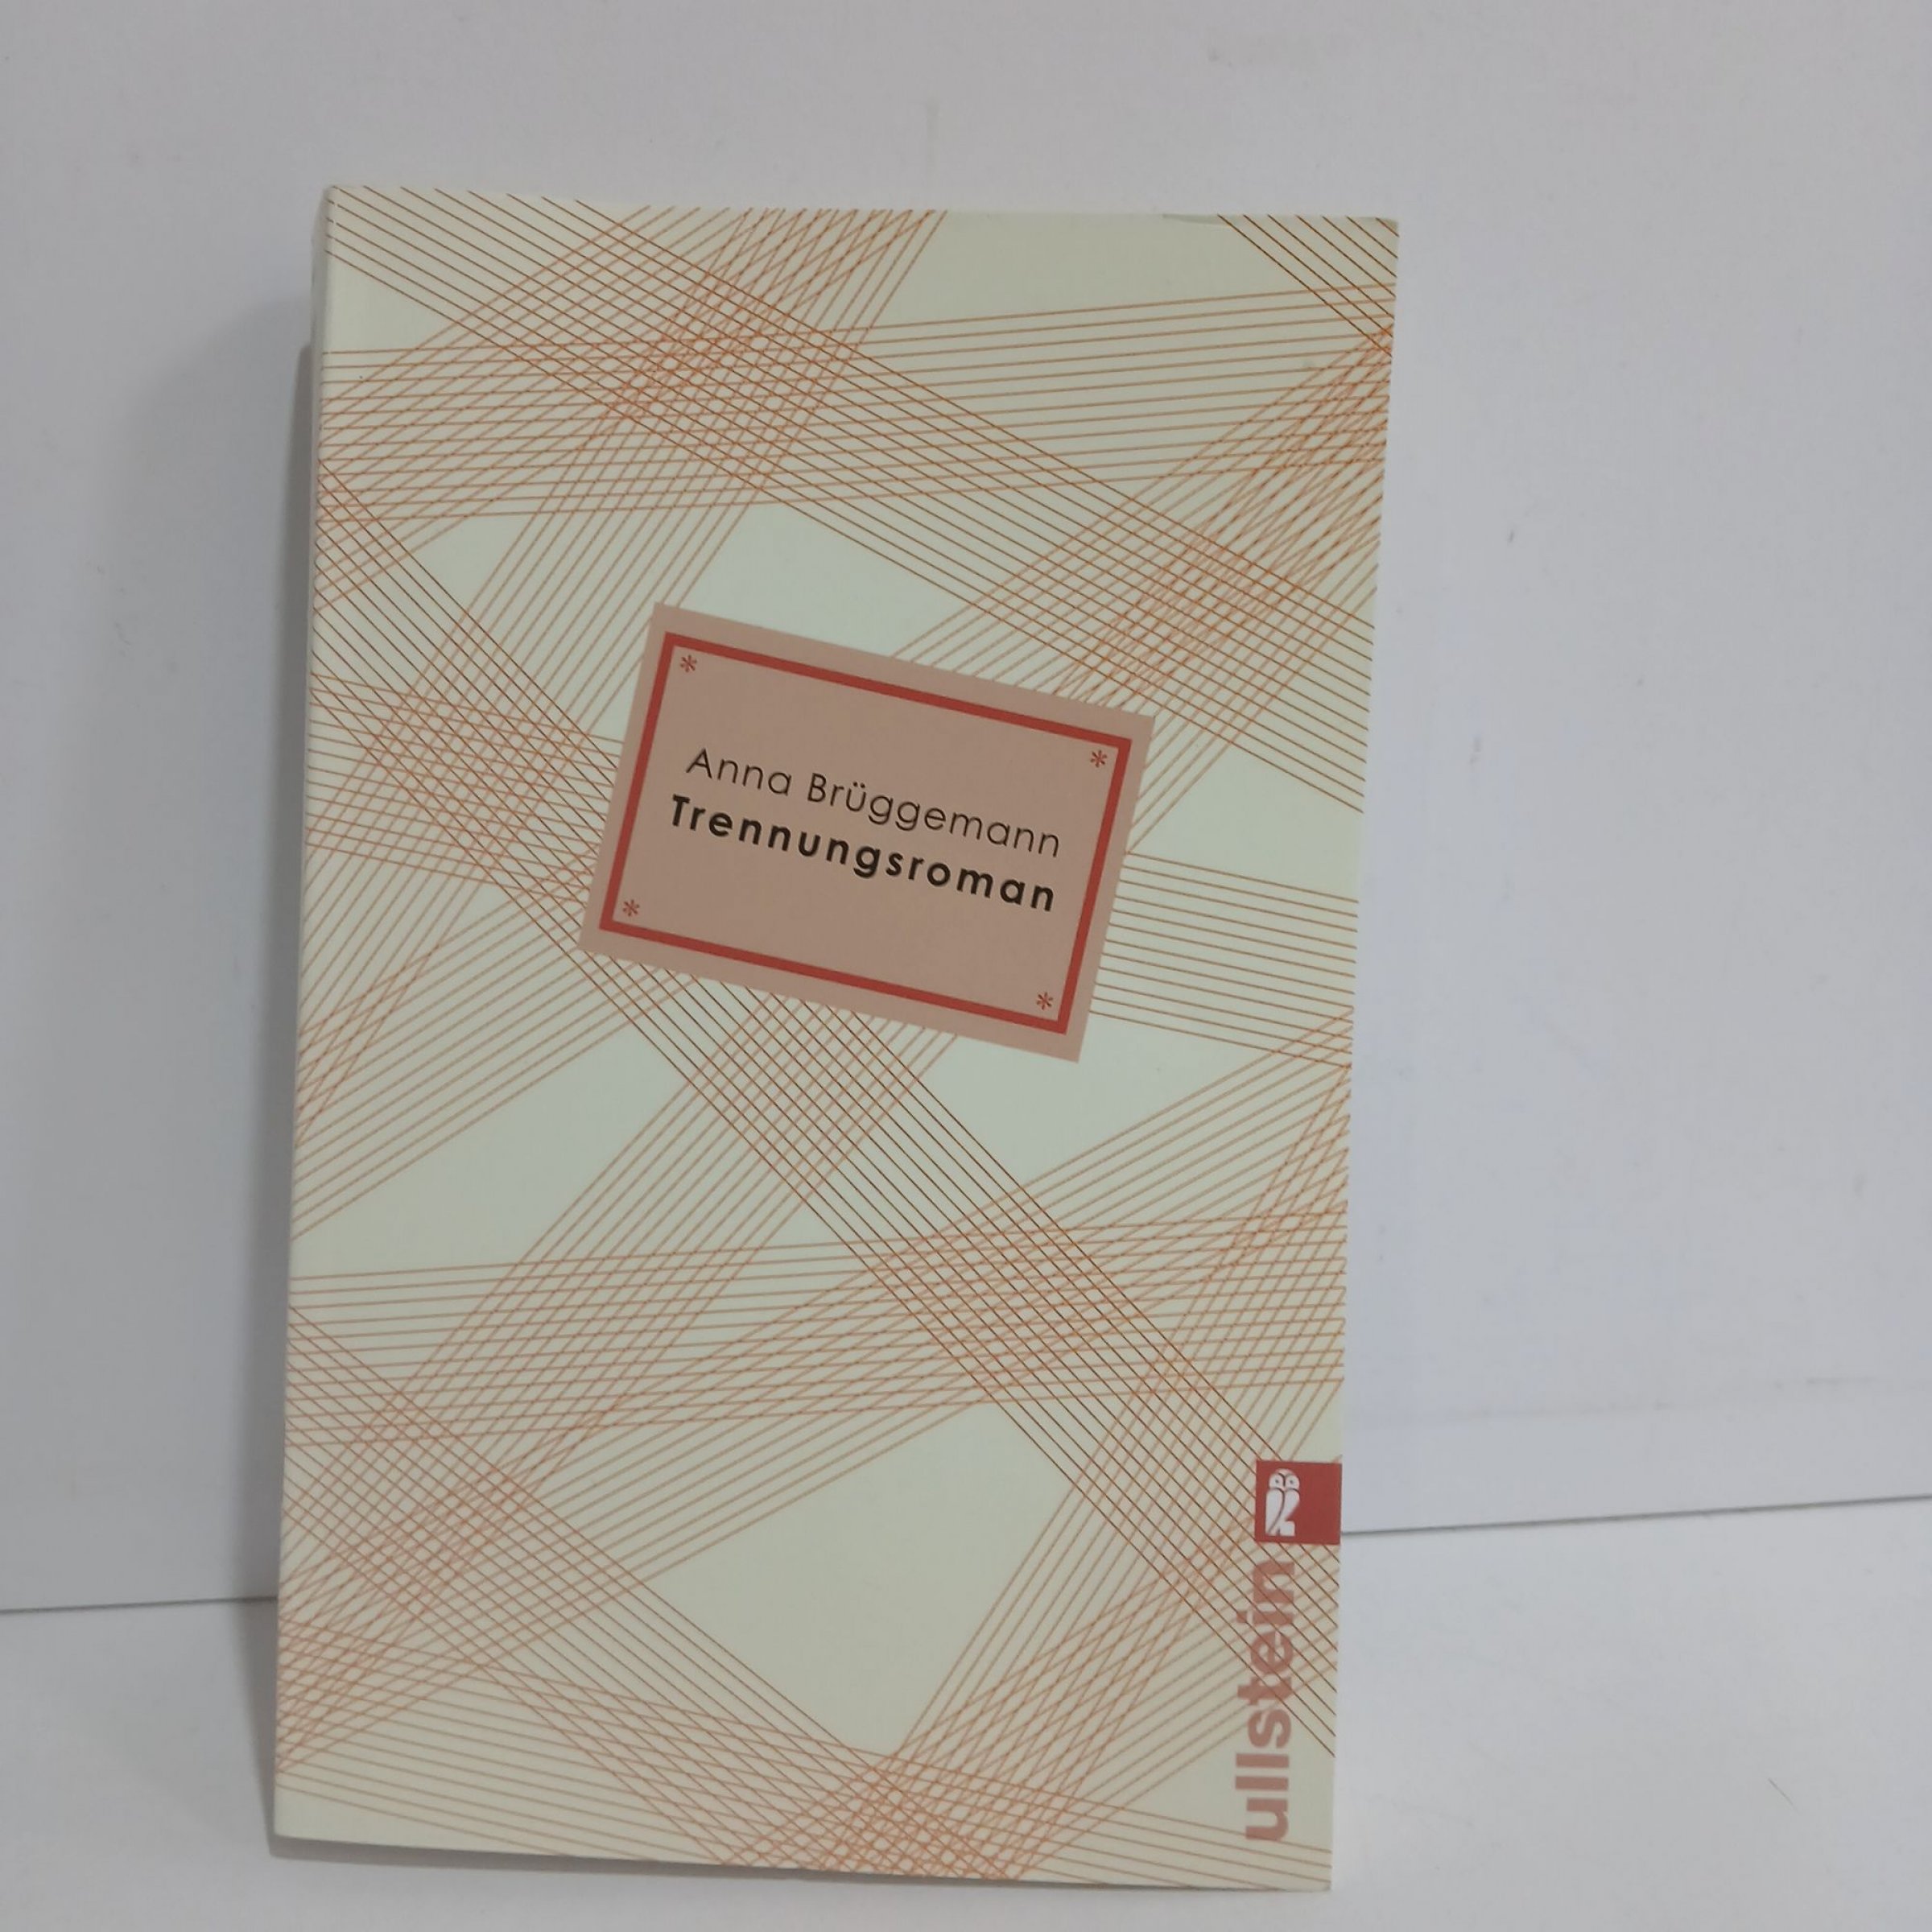 Anna Brüggemann
Trennungsroman
ullstein